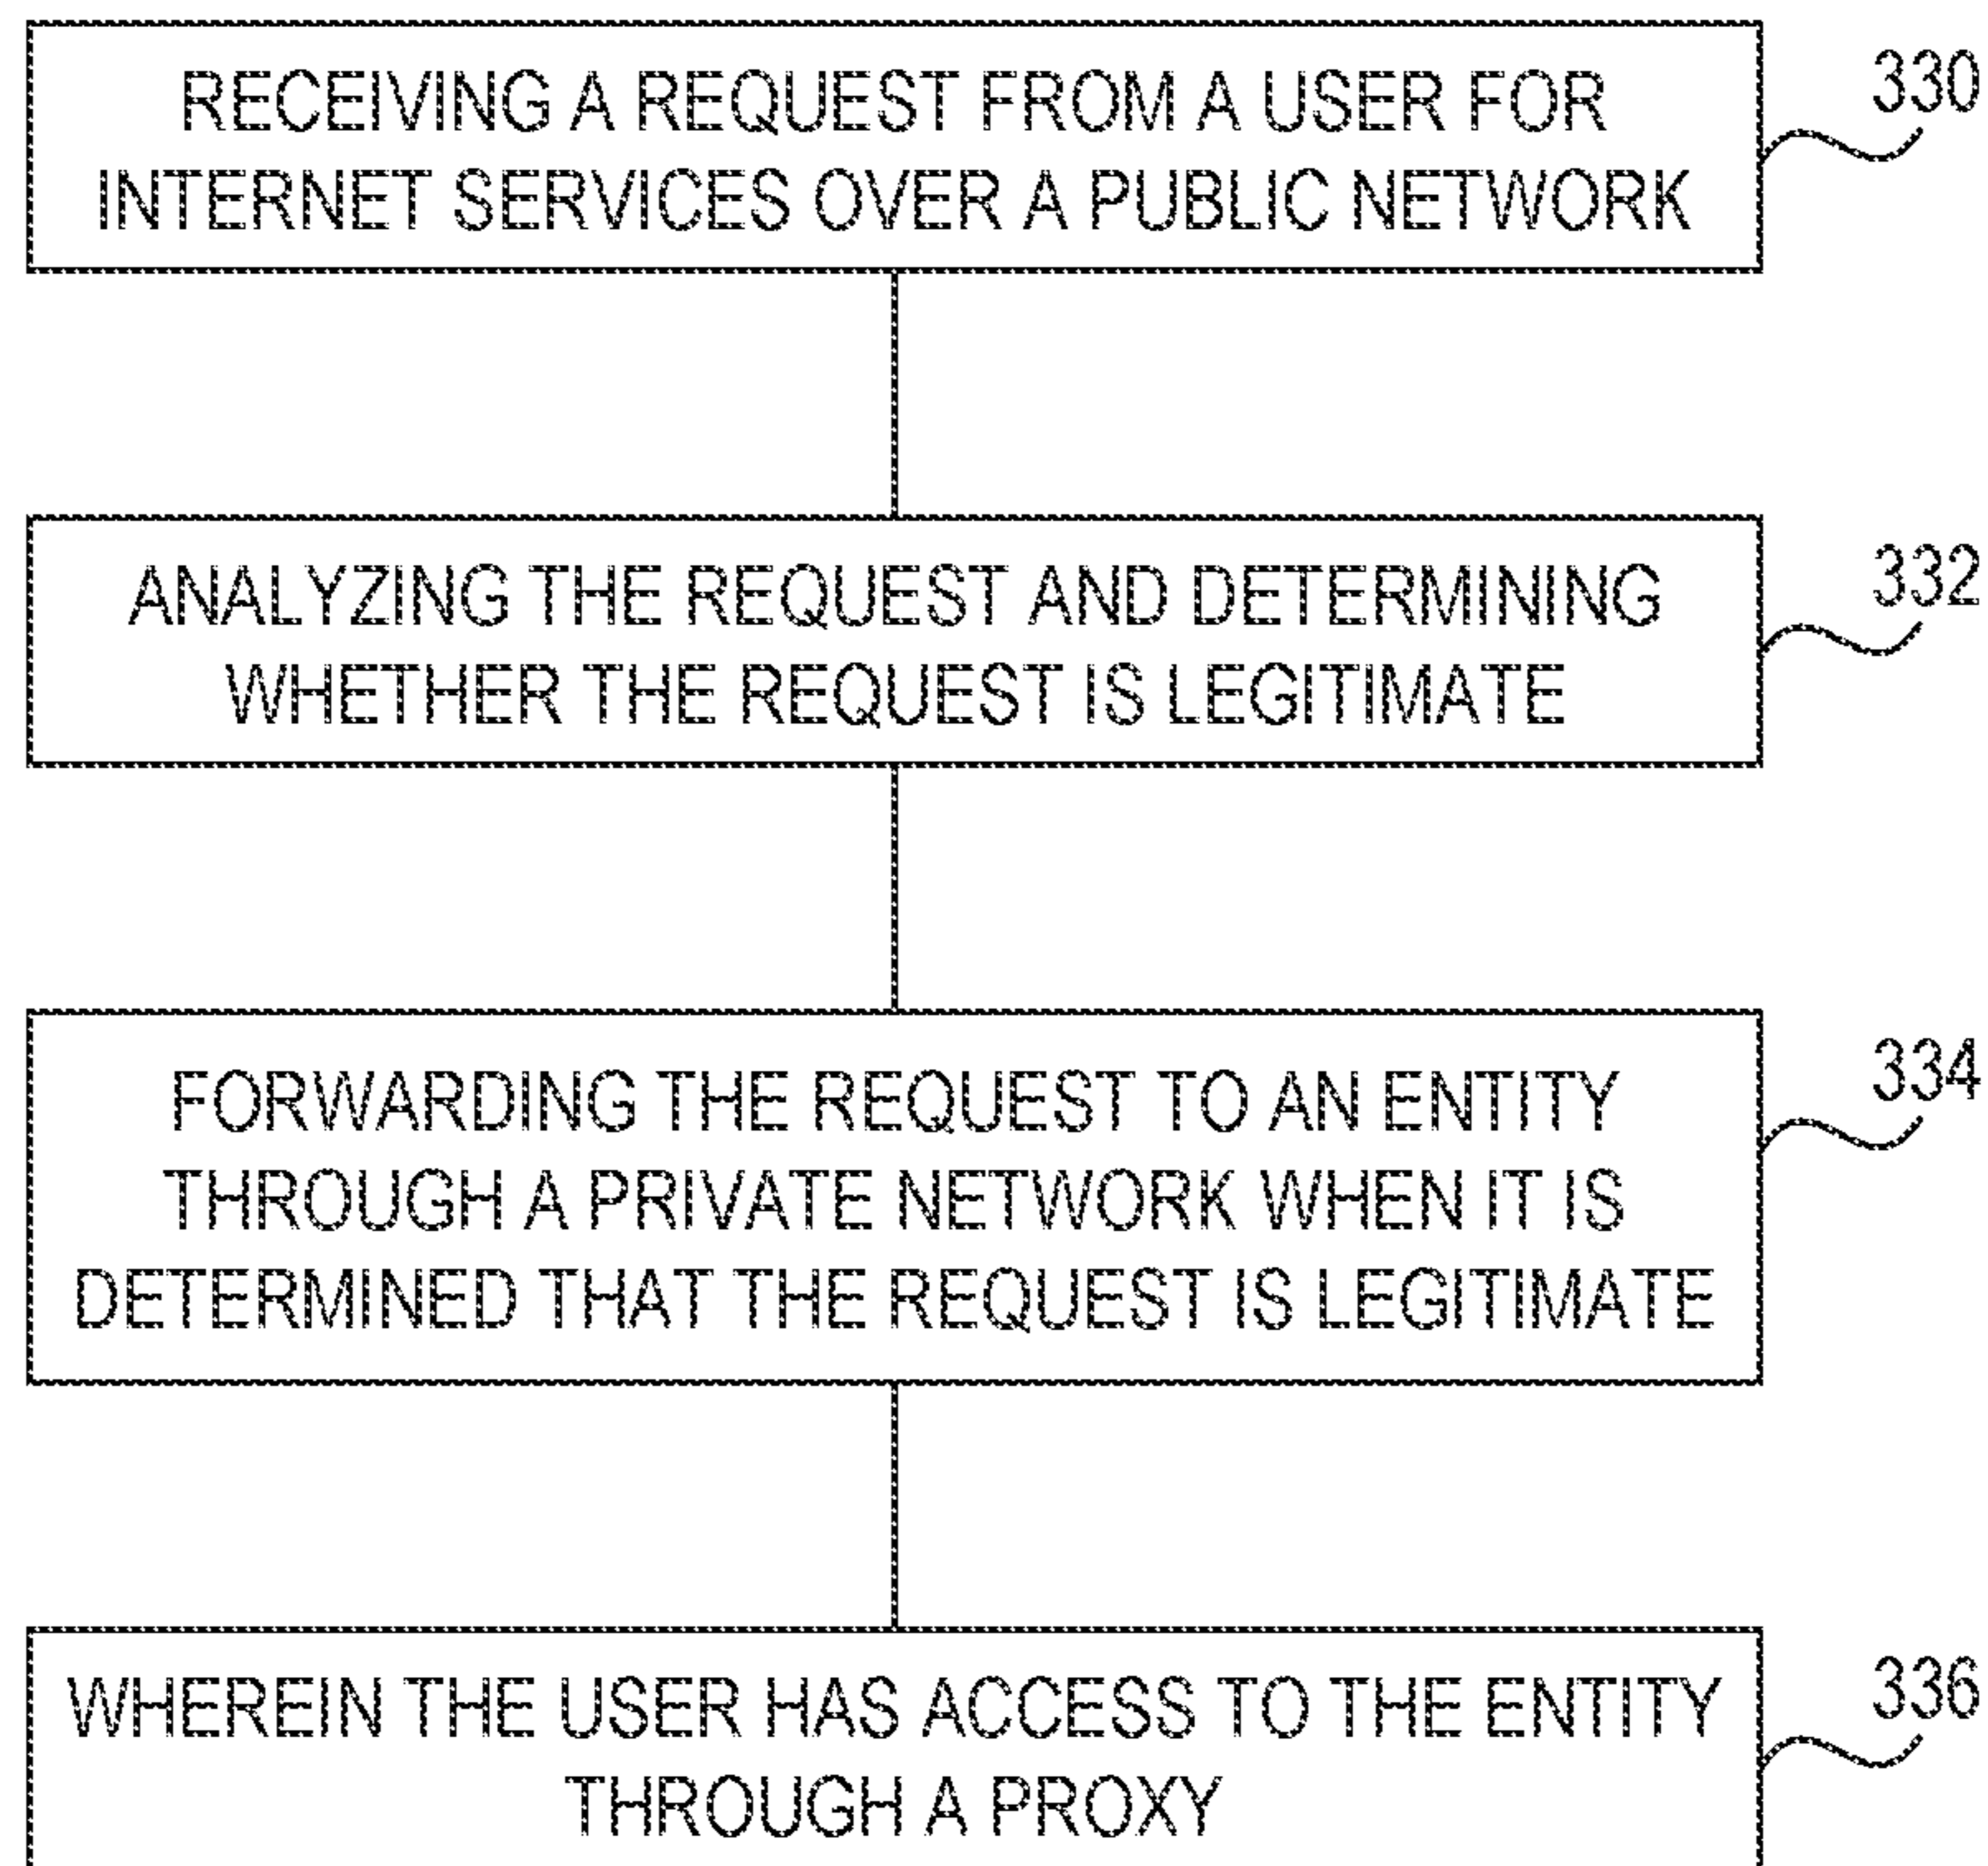 RECEIVING A REQUEST FROM A USER FOR
INTERNET SERVICES OVER A PUBLIC NETWORK
330
ANALYZING THE REQUEST AND DETERMINING
WHETHER THE REQUEST IS LEGITIMATE
332
FORWARDING THE REQUEST TO AN ENTITY
THROUGH A PRIVATE NETWORK WHEN IT IS
DETERMINED THAT THE REQUEST IS LEGITIMATE
334
WHEREIN THE USER HAS ACCESS TO THE ENTITY
THROUGH A PROXY
336